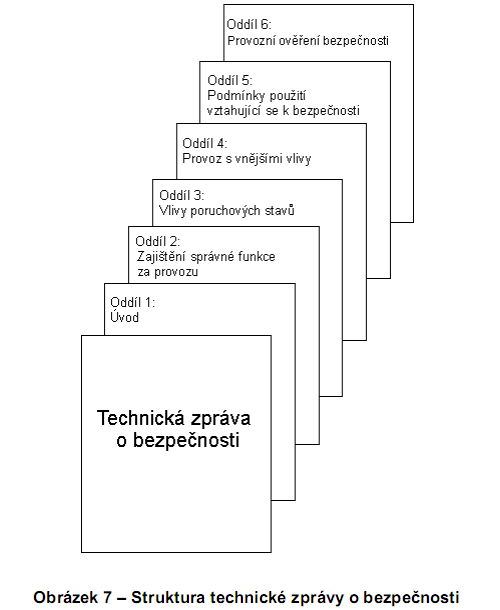 Oddíl 6:
Provozní ověření bezpečnosti
Oddíl 5:
Podmínky použití
vztahující se k bezpečnosti
Oddíl 4:
Provoz s vnějšími vlivy
Oddíl 3:
Vlivy poruchových stavů
Oddíl 2:
Zajištění správné funkce
za provozu
Oddíl 1:
Úvod
Technická zpráva
o bezpečnosti
Obrázek 7 – Struktura technické zprávy o bezpečnosti